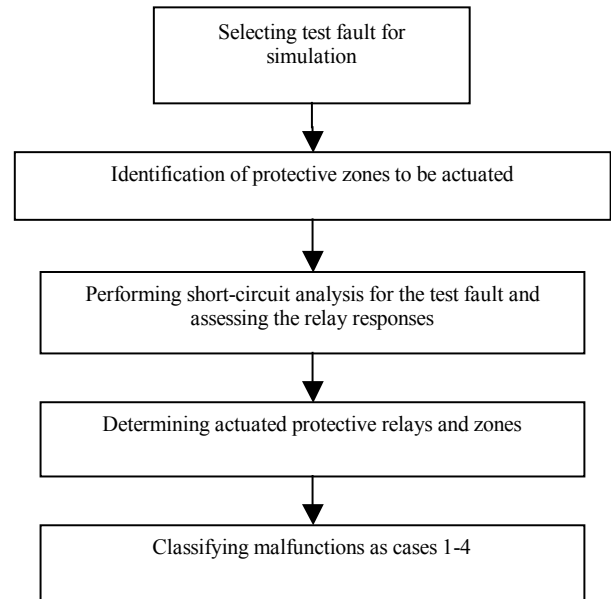 Selecting test fault for
simulation
Identification of protective zones to be actuated
Performing short-circuit analysis for the test fault and
assessing the relay responses
Determining actuated protective relays and zones
Classifying malfunctions as cases 1-4